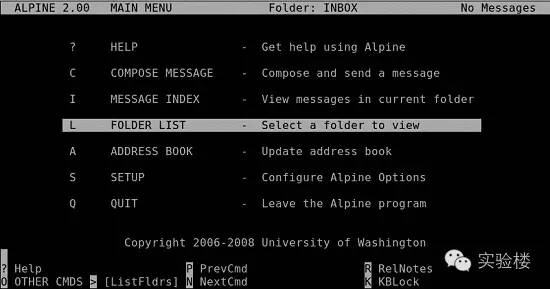 ALPINE 2.00 MAIN MENU Folder: INBOX No Messages
? HELP - Get help using Alpine
C COMPOSE MESSAGE - Compose and send a message
I MESSAGE INDEX - View messages in current folder
L FOLDER LIST - Select a folder to view
A ADDRESS BOOK - Update address book
S SETUP - Configure Alpine Options
Q QUIT - Leave the Alpine program
Copyright 2006-2008 University of Washington
实验楼
? Help P PrevCmd R RelNotes
O OTHER CMDS > [ListFldrs] N NextCmd K KBLock